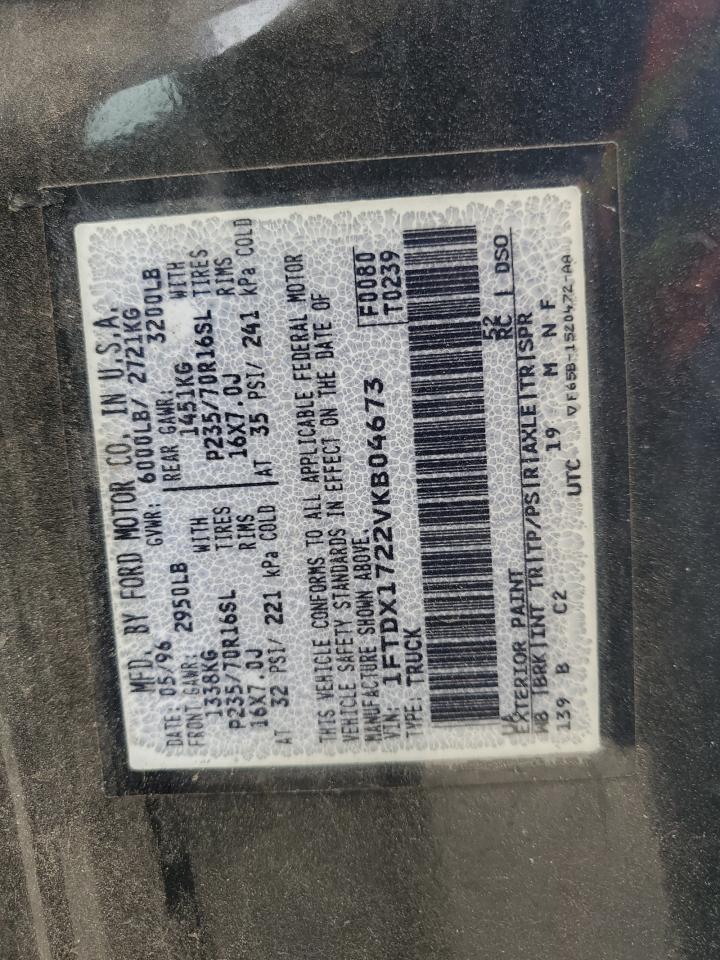 MFD. BY FORD MOTOR CO. IN U.S.A.
DATE: 05/96 GVWR: 6000LB/ 2721KG
FRONT GAWR: 2950LB REAR GAWR: 3200LB
1338KG WITH 1451KG WITH
P235/70R16SL TIRES P235/70R16SL TIRES
16X7.0J RIMS 16X7.0J RIMS
AT 32 PSI/ 221 kPa COLD AT 35 PSI/ 241 kPa COLD
THIS VEHICLE CONFORMS TO ALL APPLICABLE FEDERAL MOTOR
VEHICLE SAFETY STANDARDS IN EFFECT ON THE DATE OF
MANUFACTURE SHOWN ABOVE.
VIN: 1FTDX1722VKB04673
TYPE: TRUCK
F0080
T0239
UA 52
EXTERIOR PAINT RC DSO
WB BRK INT TR TP/PS R AXLE TR SPR
139 B C2 19 M N F
UTC
▽F65B-1520472-AA